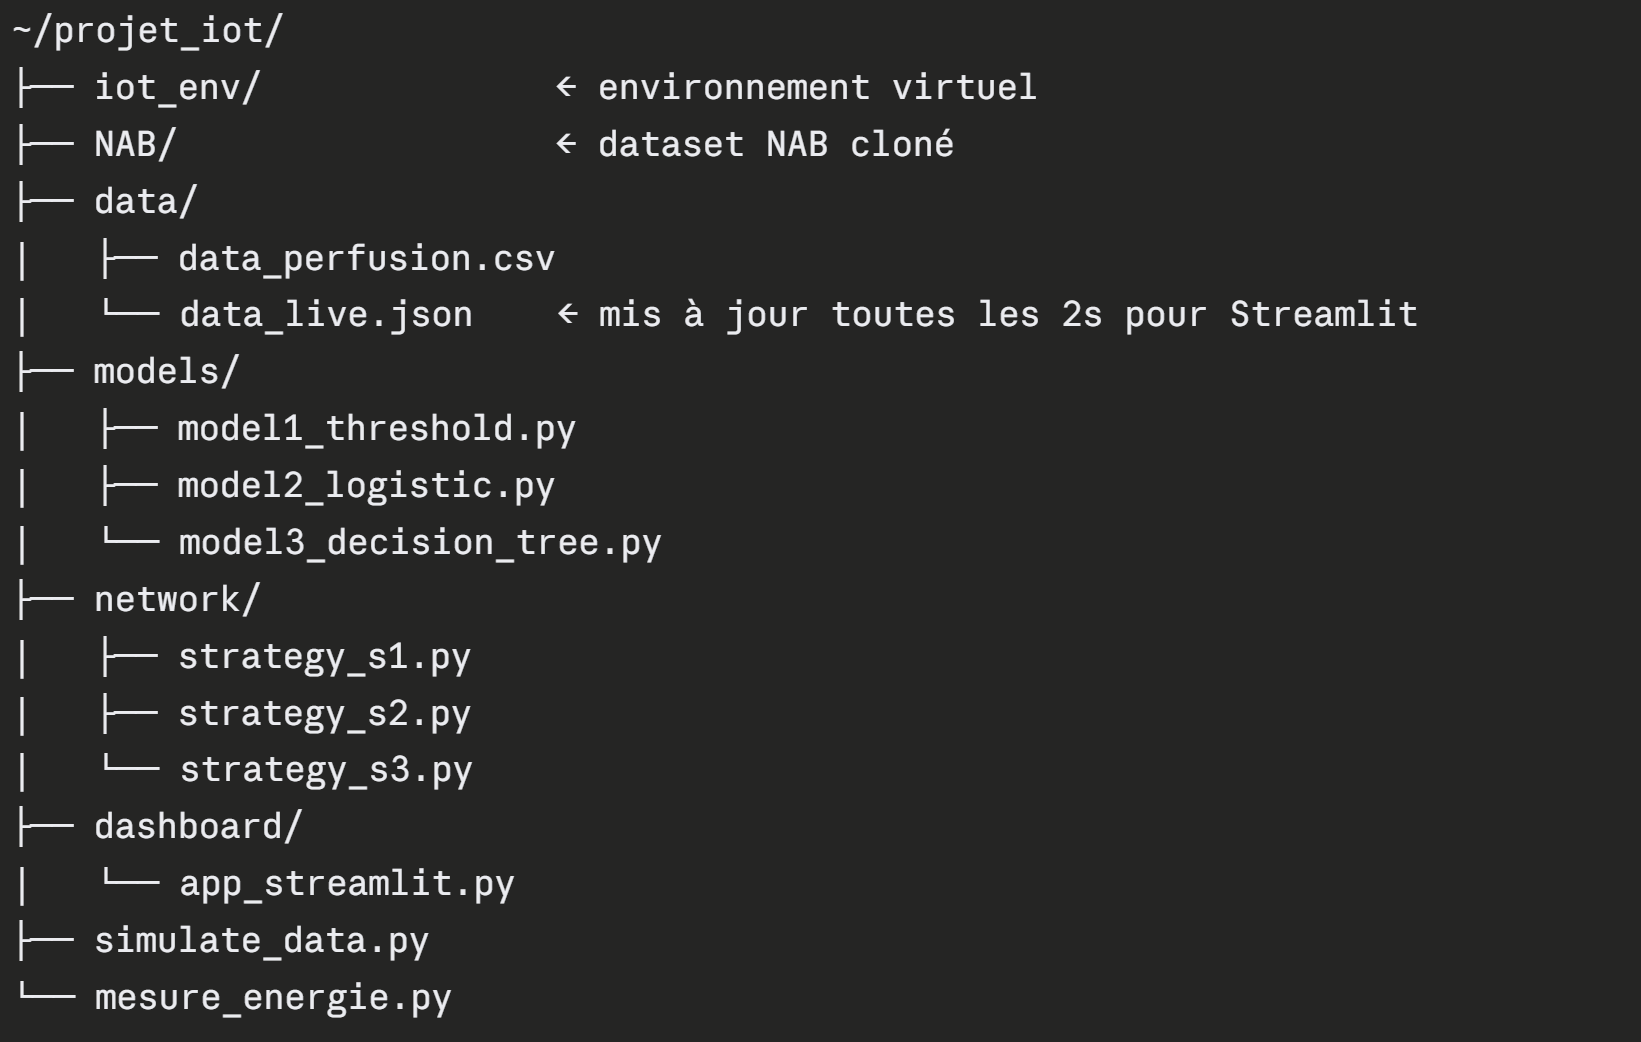 ~/projet_iot/
├── iot_env/              ← environnement virtuel
├── NAB/                  ← dataset NAB cloné
├── data/
│   ├── data_perfusion.csv
│   └── data_live.json    ← mis à jour toutes les 2s pour Streamlit
├── models/
│   ├── model1_threshold.py
│   ├── model2_logistic.py
│   └── model3_decision_tree.py
├── network/
│   ├── strategy_s1.py
│   ├── strategy_s2.py
│   └── strategy_s3.py
├── dashboard/
│   └── app_streamlit.py
├── simulate_data.py
└── mesure_energie.py